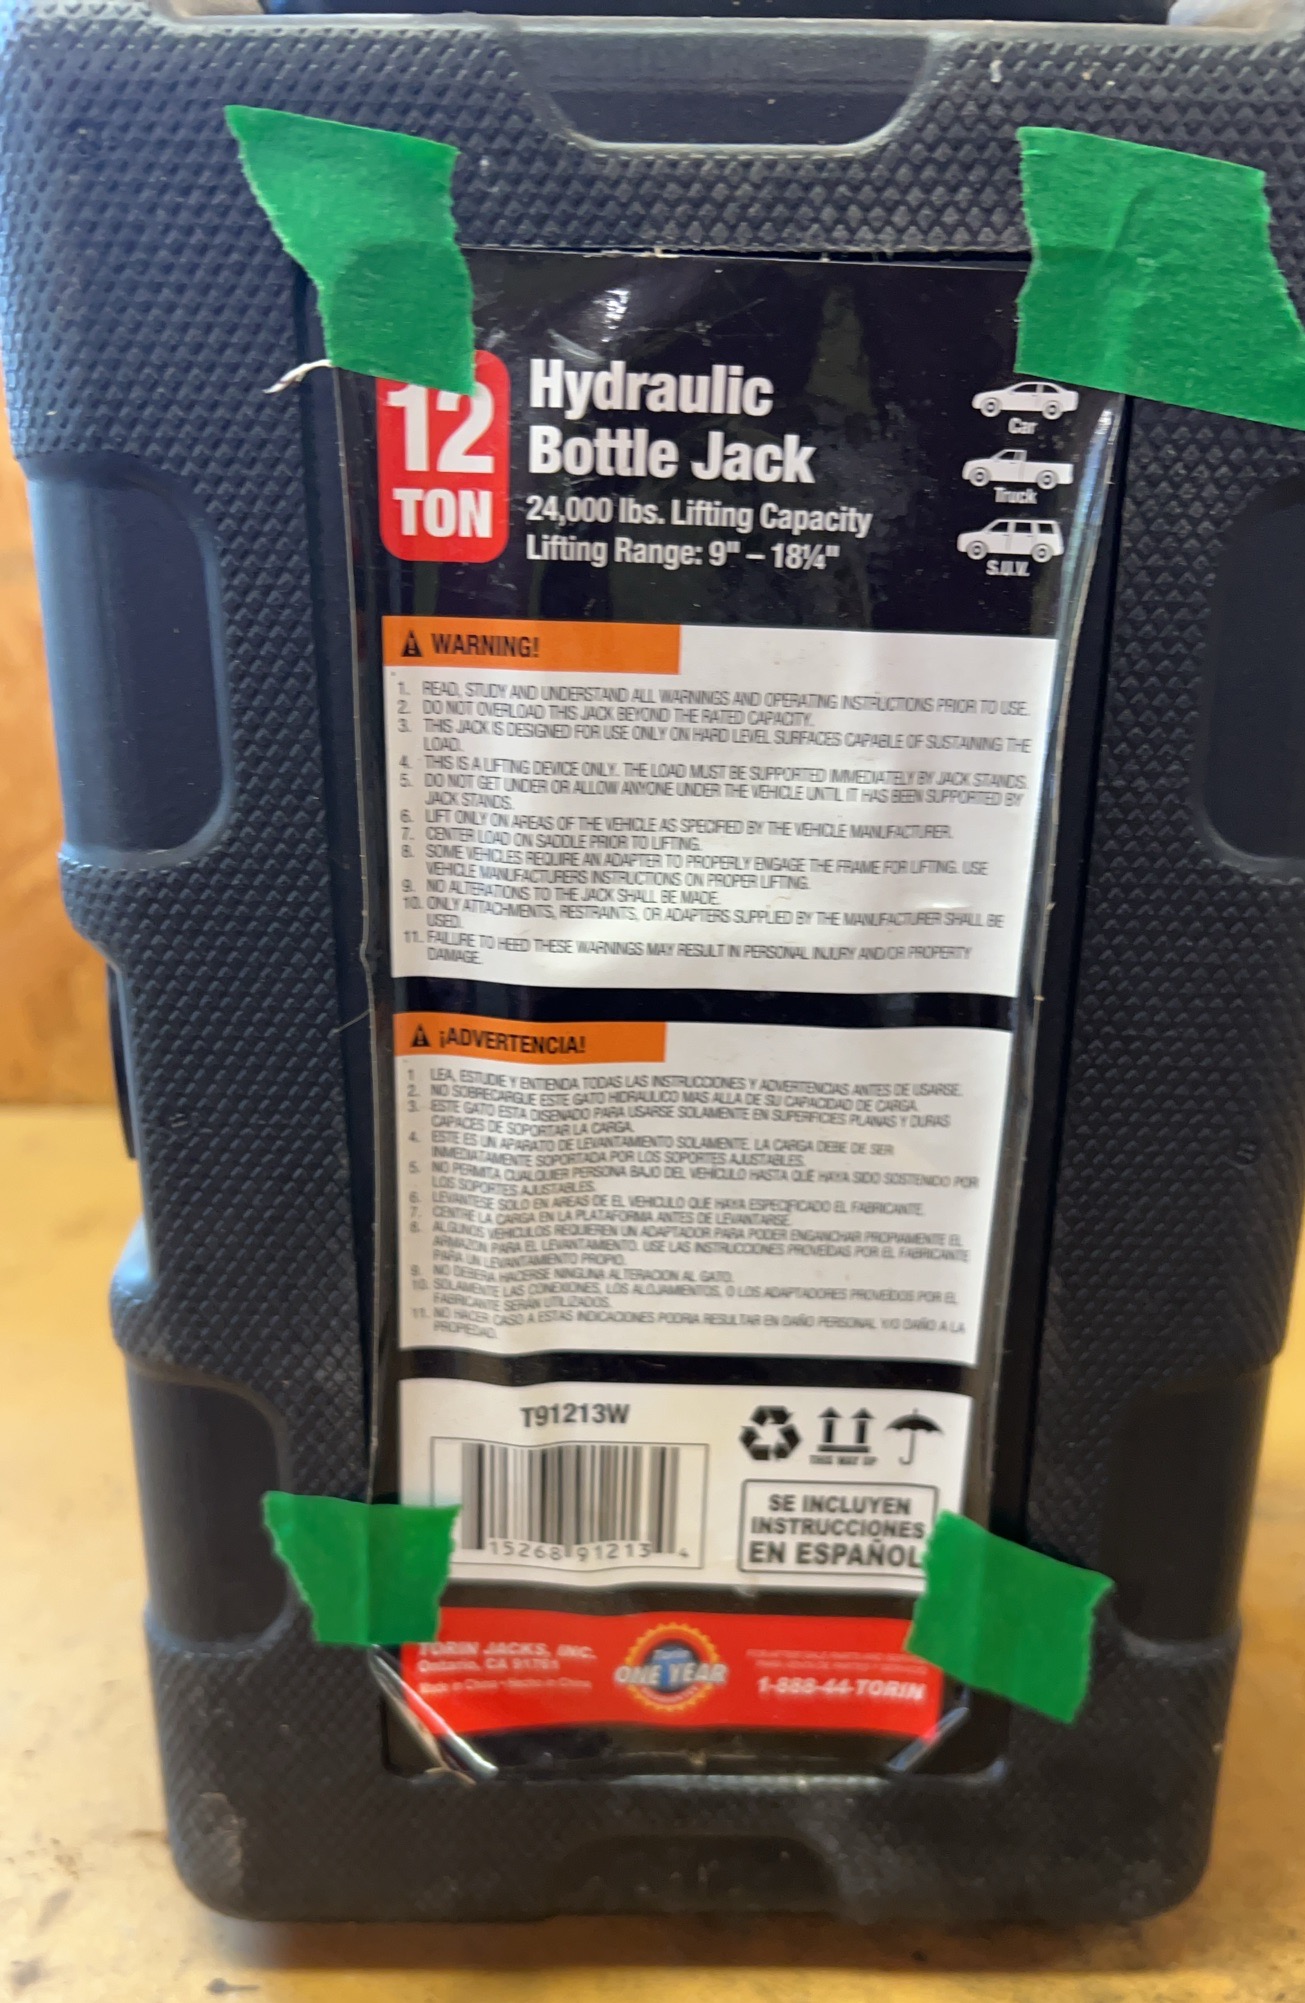 12
TON
Hydraulic
Bottle Jack
24,000 lbs. Lifting Capacity
Lifting Range: 9" – 18¼"
Car
Truck
S.U.V.
WARNING!
1. READ, STUDY AND UNDERSTAND ALL WARNINGS AND OPERATING INSTRUCTIONS PRIOR TO USE.
2. DO NOT OVERLOAD THIS JACK BEYOND THE RATED CAPACITY.
3. THIS JACK IS DESIGNED FOR USE ONLY ON HARD LEVEL SURFACES CAPABLE OF SUSTAINING THE
LOAD.
4. THIS IS A LIFTING DEVICE ONLY. THE LOAD MUST BE SUPPORTED IMMEDIATELY BY JACK STANDS.
5. DO NOT GET UNDER OR ALLOW ANYONE UNDER THE VEHICLE UNTIL IT HAS BEEN SUPPORTED BY
JACK STANDS.
6. LIFT ONLY ON AREAS OF THE VEHICLE AS SPECIFIED BY THE VEHICLE MANUFACTURER.
7. CENTER LOAD ON SADDLE PRIOR TO LIFTING.
8. SOME VEHICLES REQUIRE AN ADAPTER TO PROPERLY ENGAGE THE FRAME FOR LIFTING. USE
VEHICLE MANUFACTURERS INSTRUCTIONS ON PROPER LIFTING.
9. NO ALTERATIONS TO THE JACK SHALL BE MADE.
10. ONLY ATTACHMENTS, RESTRAINTS, OR ADAPTERS SUPPLIED BY THE MANUFACTURER SHALL BE
USED.
11. FAILURE TO HEED THESE WARNINGS MAY RESULT IN PERSONAL INJURY AND/OR PROPERTY
DAMAGE.
¡ADVERTENCIA!
1 LEA, ESTUDIE Y ENTIENDA TODAS LAS INSTRUCCIONES Y ADVERTENCIAS ANTES DE USARSE.
2. NO SOBRECARGUE ESTE GATO HIDRAULICO MAS ALLA DE SU CAPACIDAD DE CARGA.
3. ESTE GATO ESTA DISENADO PARA USARSE SOLAMENTE EN SUPERFICIES PLANAS Y DURAS
CAPACES DE SOPORTAR LA CARGA.
4. ESTE ES UN APARATO DE LEVANTAMIENTO SOLAMENTE. LA CARGA DEBE DE SER
INMEDIATAMENTE SOPORTADA POR LOS SOPORTES AJUSTABLES.
5. NO PERMITA CUALQUIER PERSONA BAJO DEL VEHÍCULO HASTA QUE HAYA SIDO SOSTENIDO POR
LOS SOPORTES AJUSTABLES.
6. LEVANTESE SOLO EN AREAS DE EL VEHICULO QUE HAYA ESPECIFICADO EL FABRICANTE.
7. CENTRE LA CARGA EN LA PLATAFORMA ANTES DE LEVANTARSE.
8. ALGUNOS VEHICULOS REQUIEREN UN ADAPTADOR PARA PODER ENGANCHAR PROPIAMENTE EL
ARMAZON PARA EL LEVANTAMIENTO. USE LAS INSTRUCCIONES PROVEIDAS POR EL FABRICANTE
PARA UN LEVANTAMIENTO PROPIO.
9. NO DEBERA HACERSE NINGUNA ALTERACION AL GATO.
10. SOLAMENTE LAS CONEXIONES, LOS ALOJAMIENTOS, O LOS ADAPTADORES PROVEIDOS POR EL
FABRICANTE SERAN UTILIZADOS.
11. NO HACER CASO A ESTAS INDICACIONES PODRIA RESULTAR EN DAÑO PERSONAL Y/O DAÑO A LA
PROPIEDAD.
T91213W
THIS WAY UP
15268 91213 4
SE INCLUYEN
INSTRUCCIONES
EN ESPAÑOL
TORIN JACKS, INC.
Ontario, CA 91761
Made in China • Hecho en China
ONE YEAR
1-888-44-TORIN